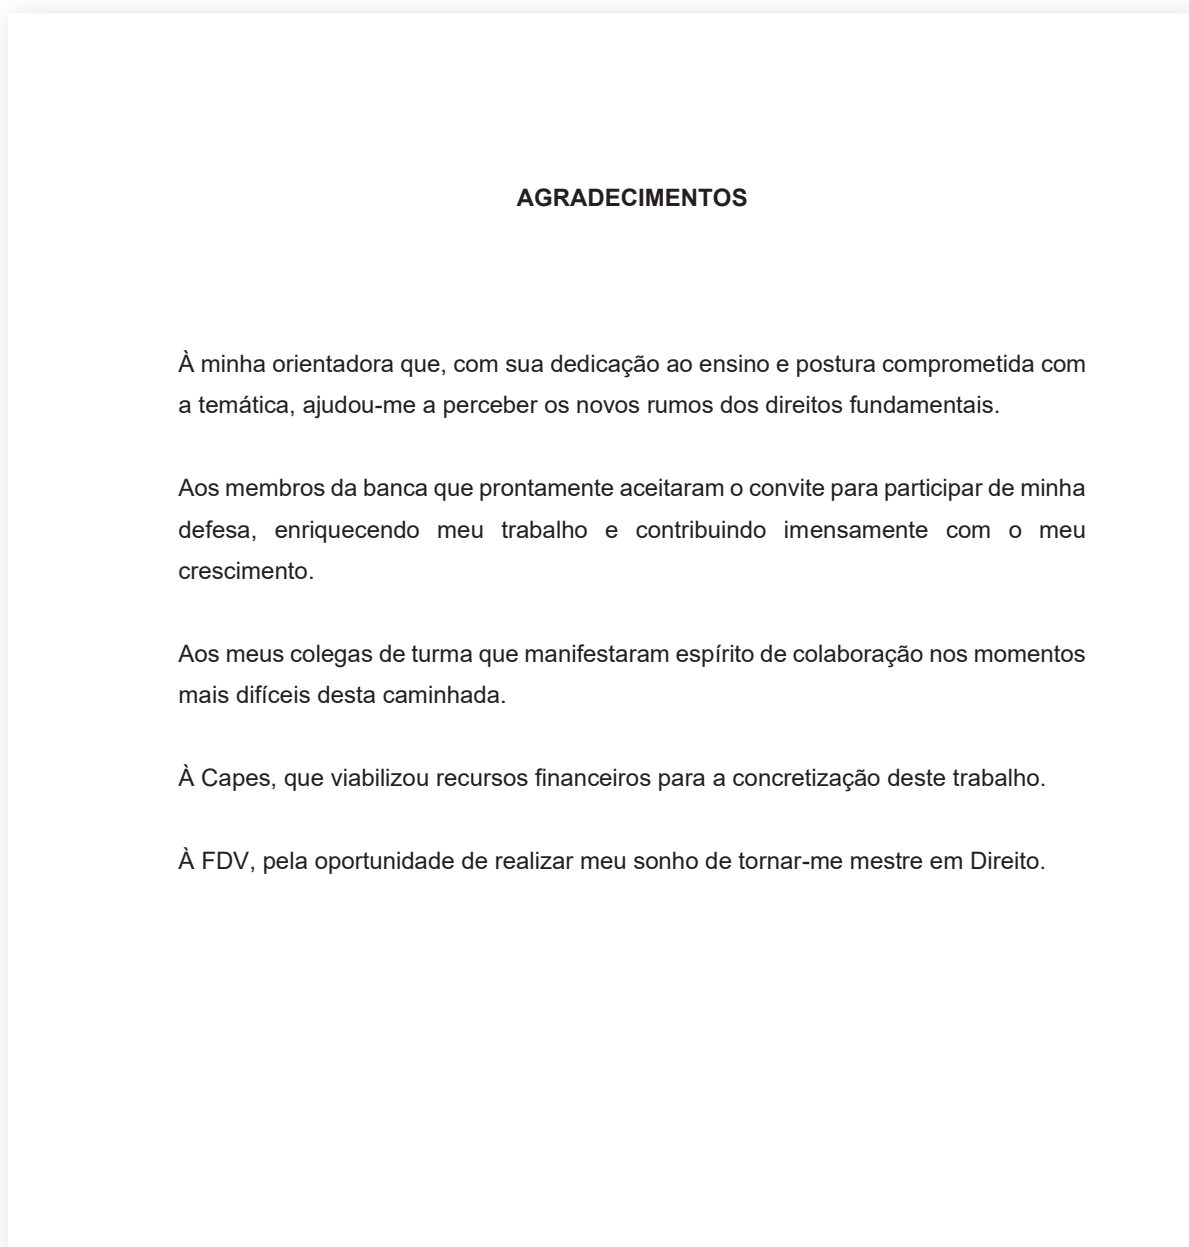 AGRADECIMENTOS
À minha orientadora que, com sua dedicação ao ensino e postura comprometida com
a temática, ajudou-me a perceber os novos rumos dos direitos fundamentais.
Aos membros da banca que prontamente aceitaram o convite para participar de minha
defesa, enriquecendo meu trabalho e contribuindo imensamente com o meu
crescimento.
Aos meus colegas de turma que manifestaram espírito de colaboração nos momentos
mais difíceis desta caminhada.
À Capes, que viabilizou recursos financeiros para a concretização deste trabalho.
À FDV, pela oportunidade de realizar meu sonho de tornar-me mestre em Direito.